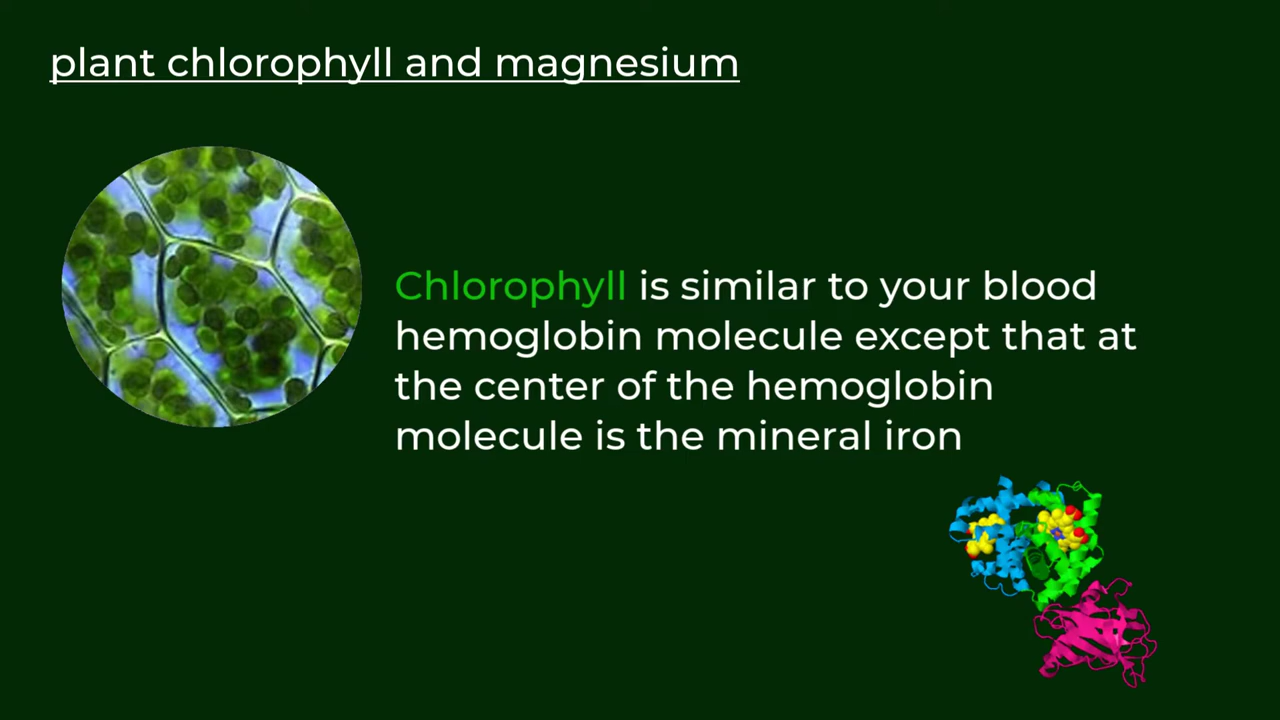 plant chlorophyll and magnesium
Chlorophyll is similar to your blood
hemoglobin molecule except that at
the center of the hemoglobin
molecule is the mineral iron